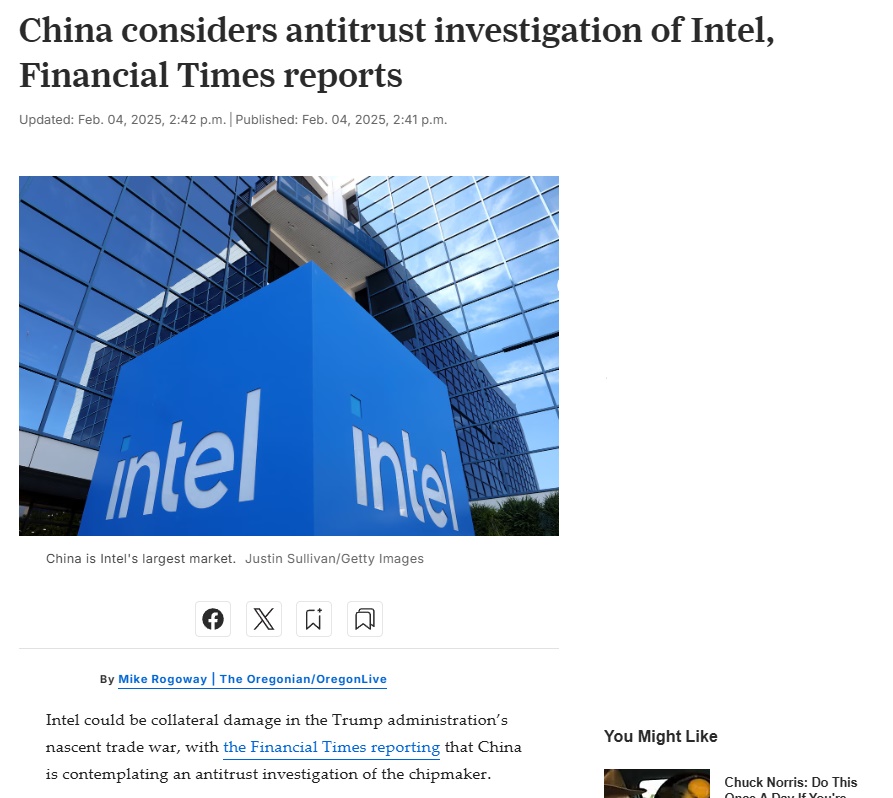 China considers antitrust investigation of Intel,
Financial Times reports
Updated: Feb. 04, 2025, 2:42 p.m. | Published: Feb. 04, 2025, 2:41 p.m.
intel
intel
China is Intel's largest market. Justin Sullivan/Getty Images
By Mike Rogoway | The Oregonian/OregonLive
Intel could be collateral damage in the Trump administration’s
nascent trade war, with the Financial Times reporting that China
is contemplating an antitrust investigation of the chipmaker.
You Might Like
Chuck Norris: Do This
Once A Day If You're